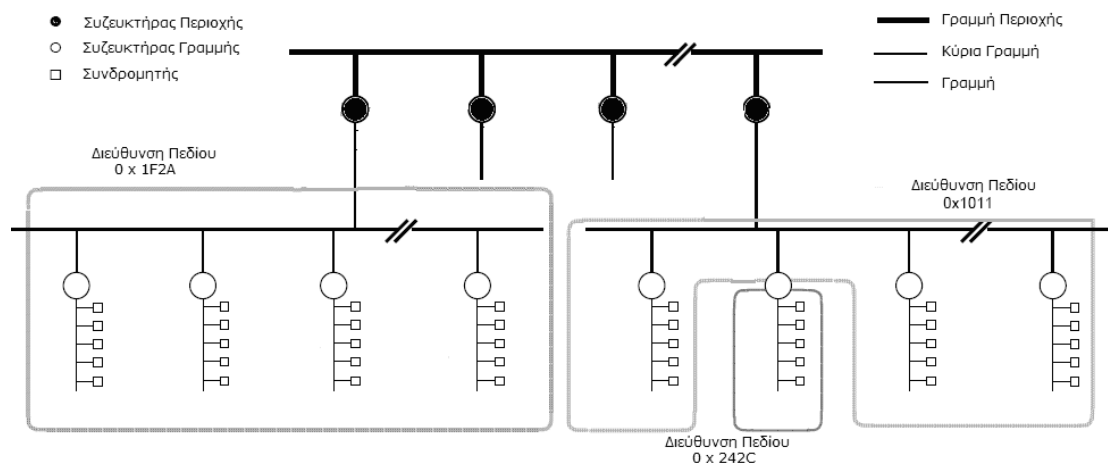 Συζευκτήρας Περιοχής
Συζευκτήρας Γραμμής
Συνδρομητής
Γραμμή Περιοχής
Κύρια Γραμμή
Γραμμή
Διεύθυνση Πεδίου
0 x 1F2A
Διεύθυνση Πεδίου
0x1011
Διεύθυνση Πεδίου
0 x 242C